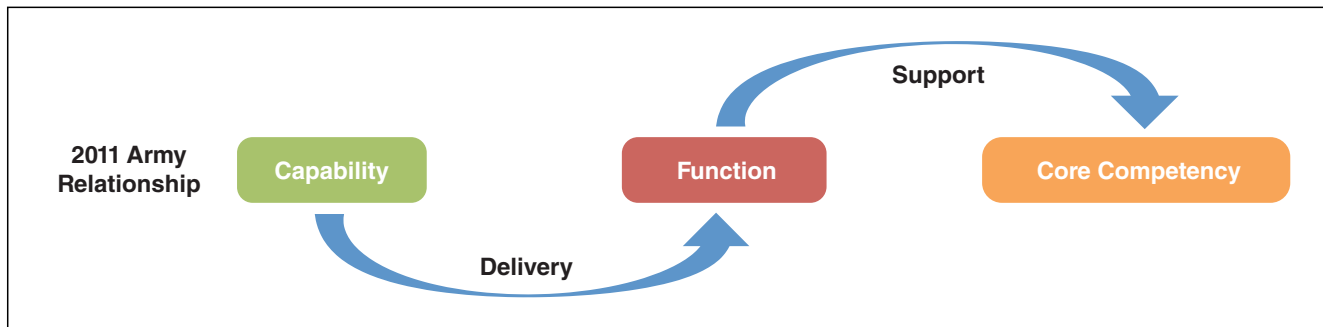 2011 Army
Relationship
Capability
Delivery
Function
Support
Core Competency